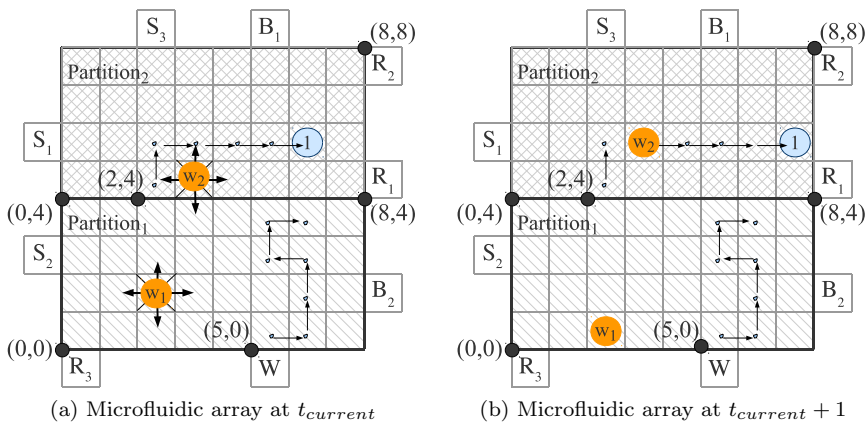 S3 B1 (8,8)
Partition2 R2
S1 1
w2
(2,4) R1
(0,4) (8,4)
Partition1
S2
w1 B2
(5,0)
(0,0)
R3 W
(a) Microfluidic array at tcurrent
S3 B1 (8,8)
Partition2 R2
S1 w2 1
(2,4) R1
(0,4) (8,4)
Partition1
S2
B2
w1 (5,0)
(0,0)
R3 W
(b) Microfluidic array at tcurrent + 1